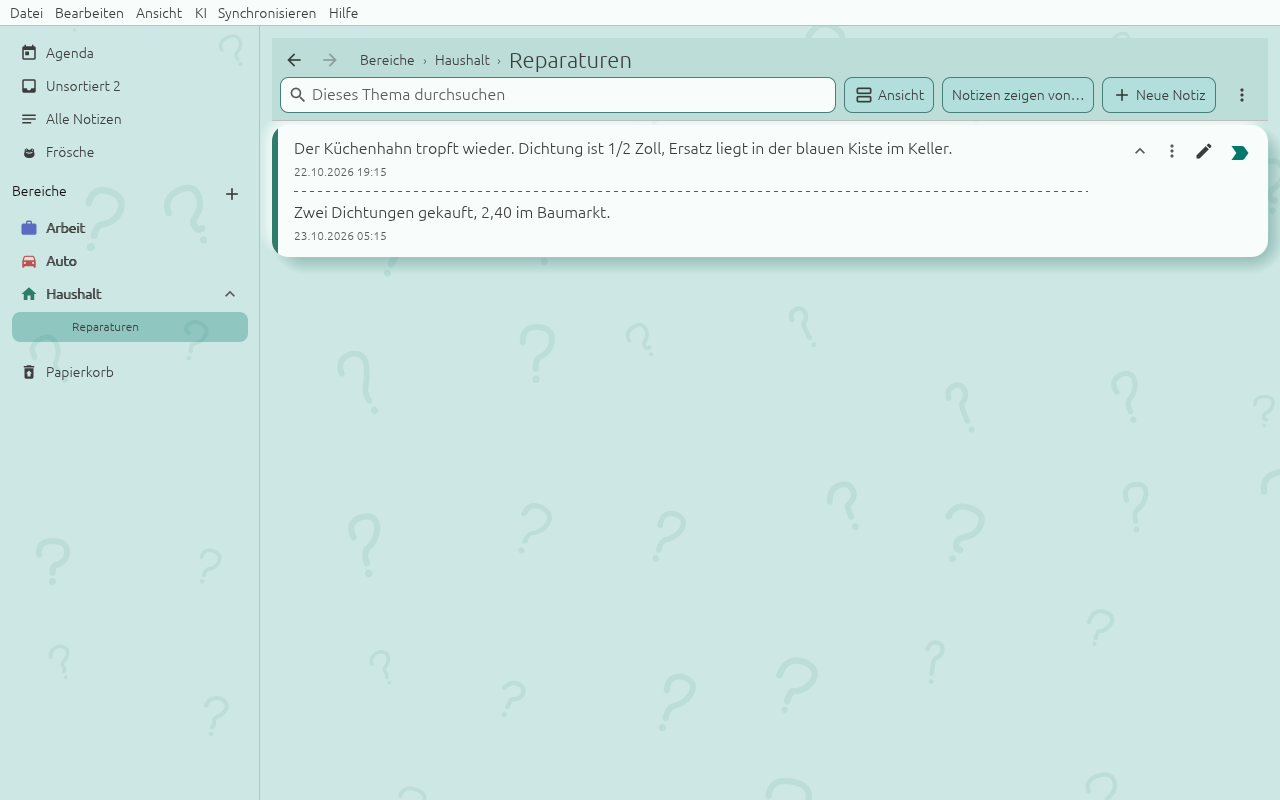 Datei Bearbeiten Ansicht KI Synchronisieren Hilfe
Agenda
Unsortiert 2
Alle Notizen
Frösche
Bereiche
Arbeit
Auto
Haushalt
Reparaturen
Papierkorb
Bereiche › Haushalt › Reparaturen
Dieses Thema durchsuchen
Ansicht
Notizen zeigen von...
Neue Notiz
Der Küchenhahn tropft wieder. Dichtung ist 1/2 Zoll, Ersatz liegt in der blauen Kiste im Keller.
22.10.2026 19:15
Zwei Dichtungen gekauft, 2,40 im Baumarkt.
23.10.2026 05:15